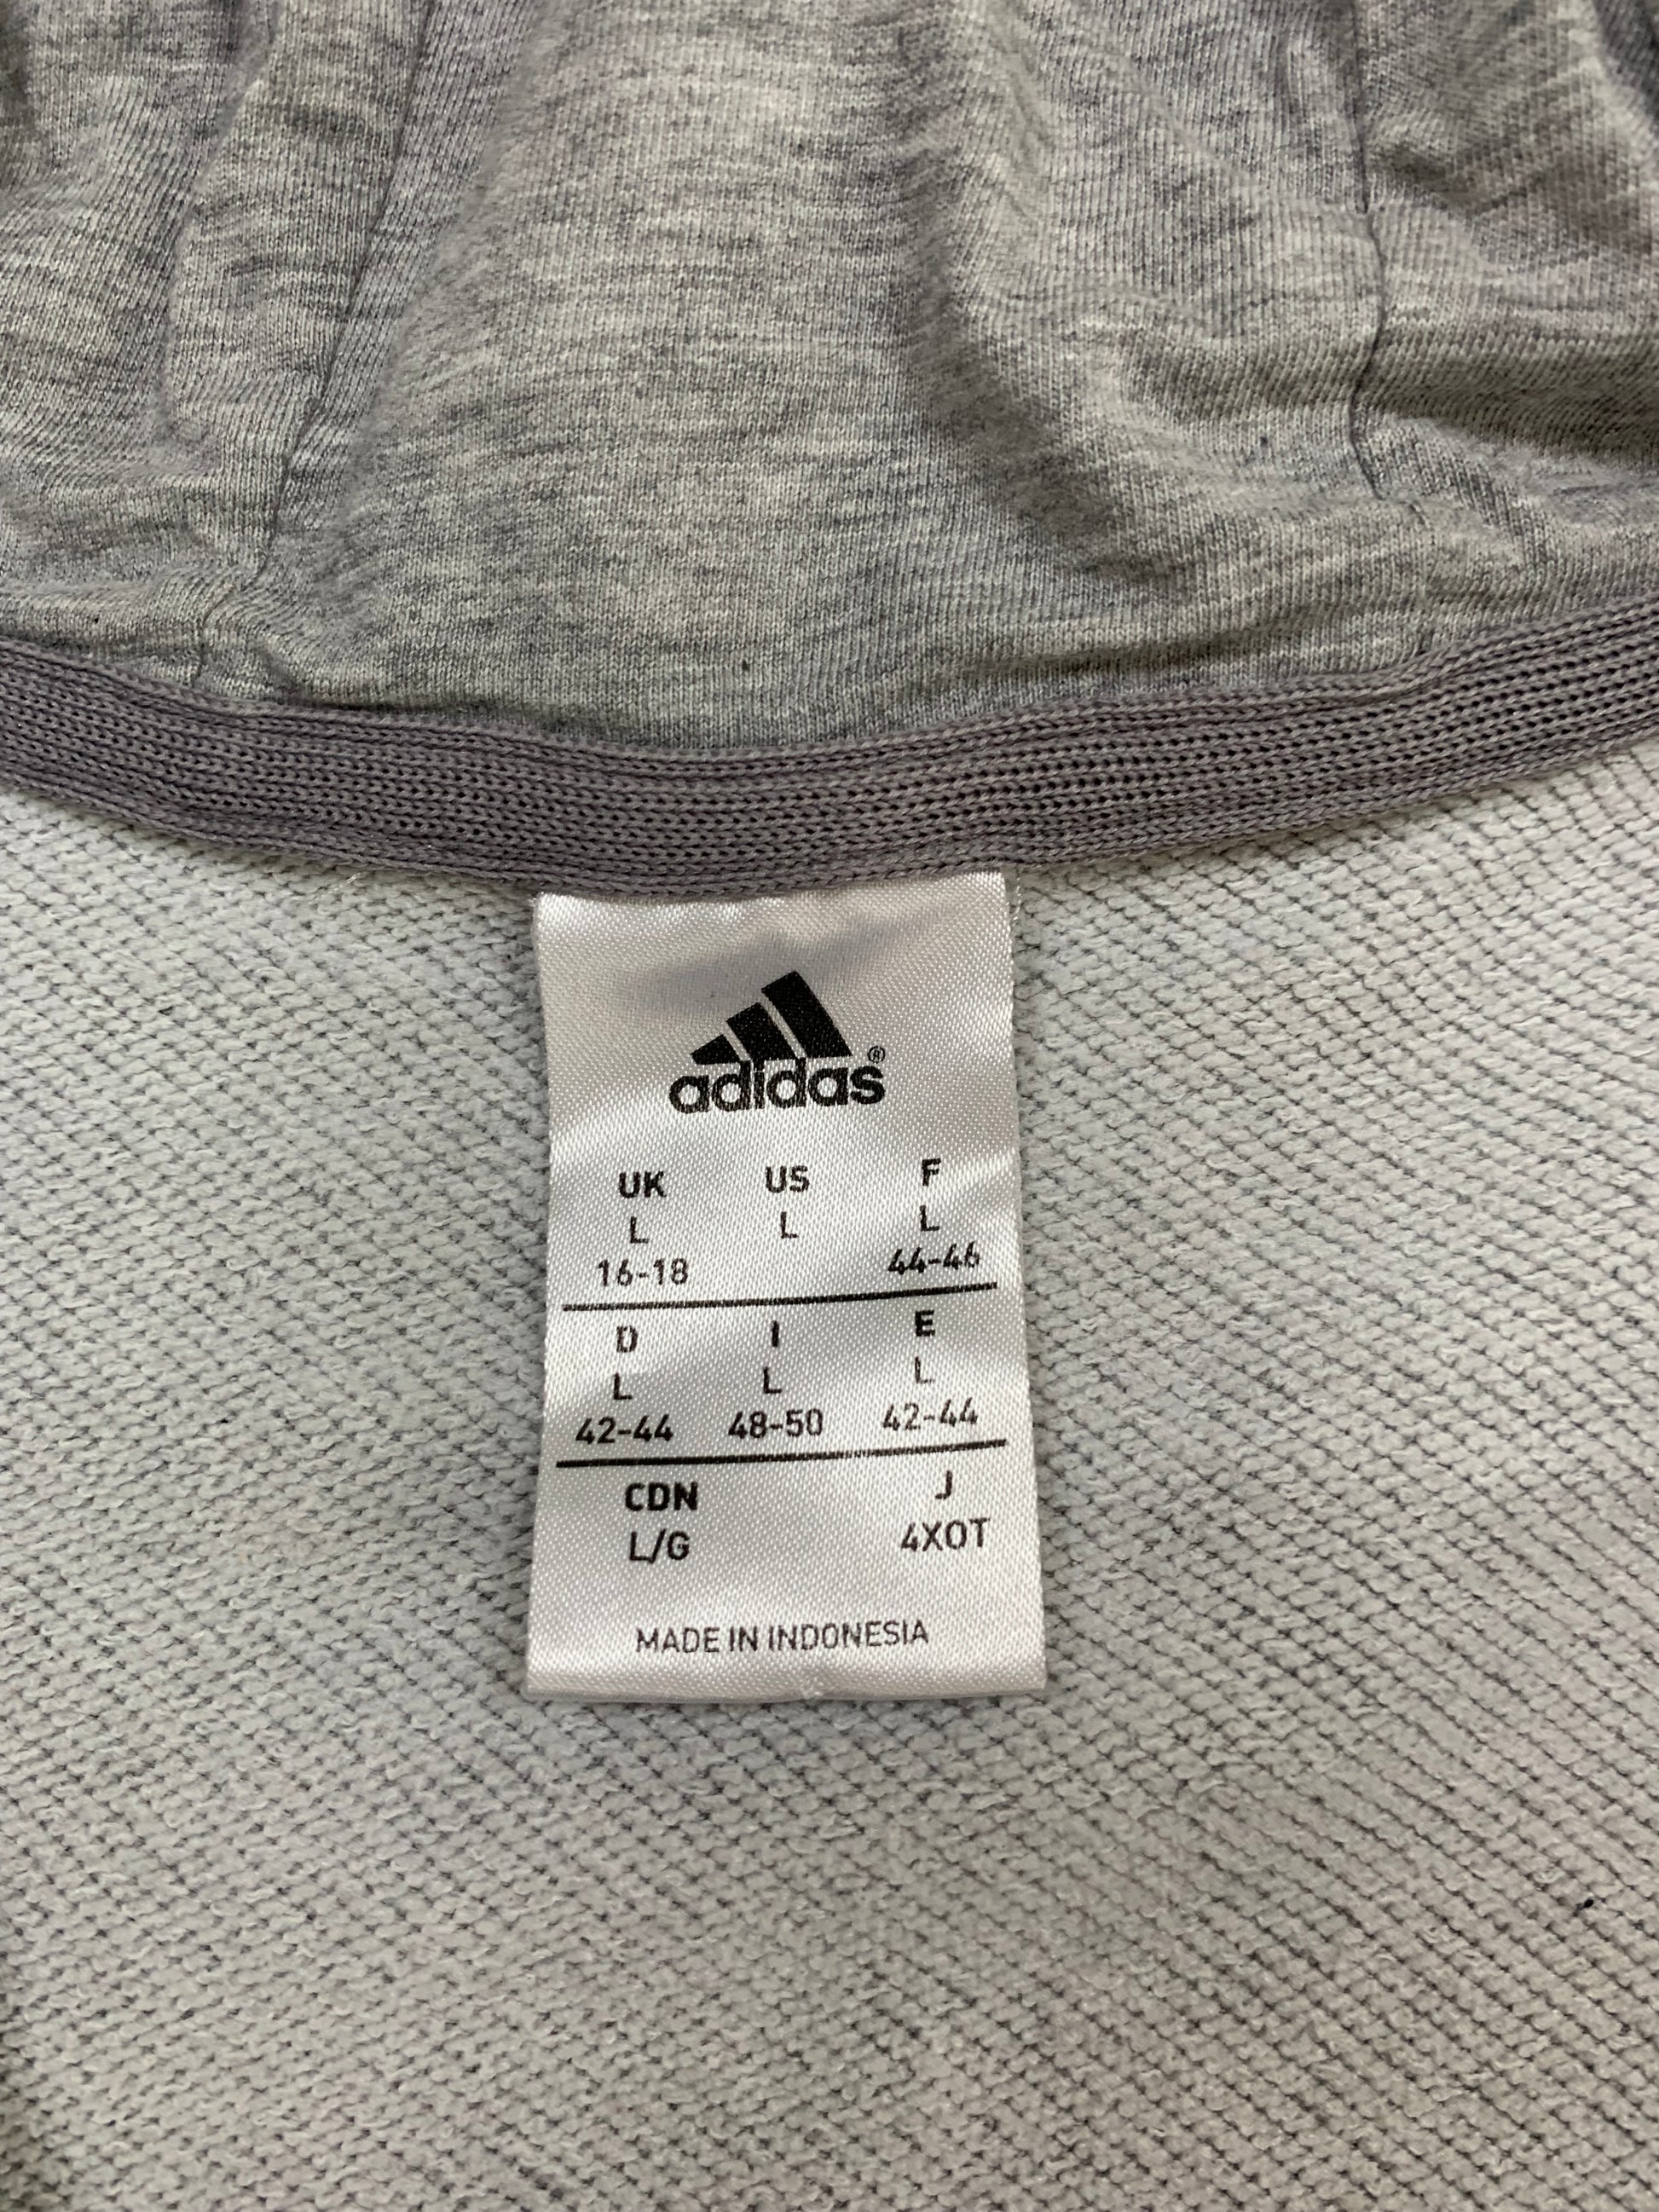 adidas®
UK US F
L L L
16-18 44-46
D I E
L L L
42-44 48-50 42-44
CDN J
L/G 4XOT
MADE IN INDONESIA